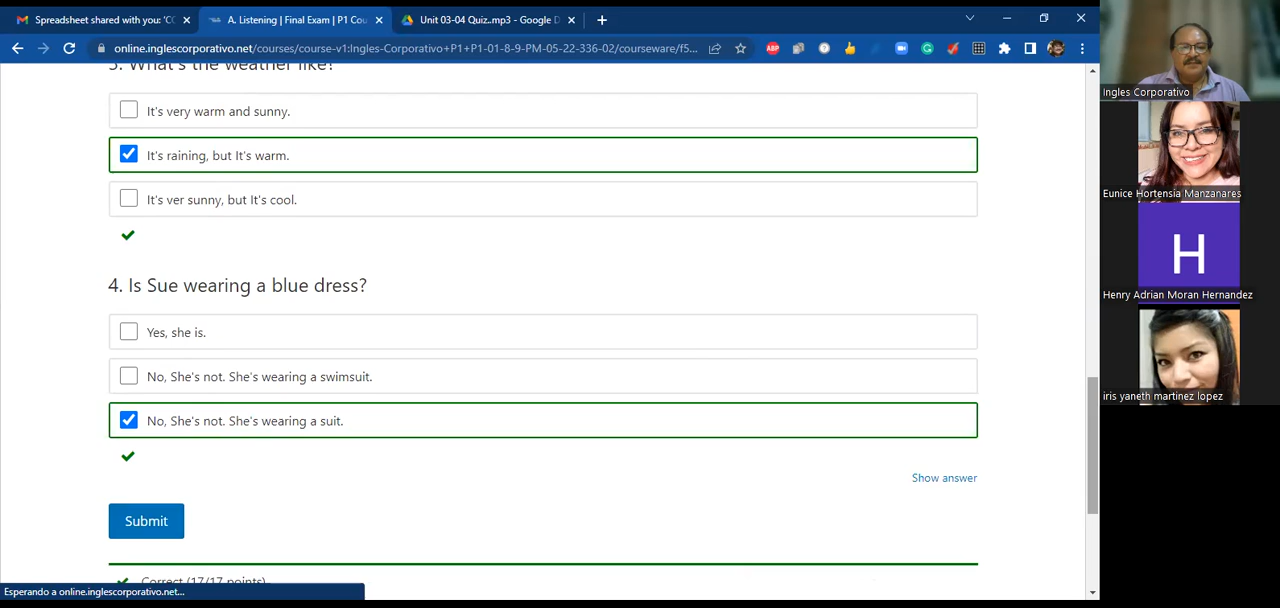 Spreadsheet shared with you: 'CC
A. Listening | Final Exam | P1 Cou
Unit 03-04 Quiz..mp3 - Google D
online.inglescorporativo.net/courses/course-v1:Ingles-Corporativo+P1+P1-01-8-9-PM-05-22-336-02/courseware/f5...
ABP
3. What's the weather like?
It's very warm and sunny.
It's raining, but It's warm.
It's ver sunny, but It's cool.
4. Is Sue wearing a blue dress?
Yes, she is.
No, She's not. She's wearing a swimsuit.
No, She's not. She's wearing a suit.
Show answer
Submit
Correct (17/17 points)
Esperando a online.inglescorporativo.net...
Ingles Corporativo
Eunice Hortensia Manzanares
H
Henry Adrian Moran Hernandez
iris yaneth martinez lopez